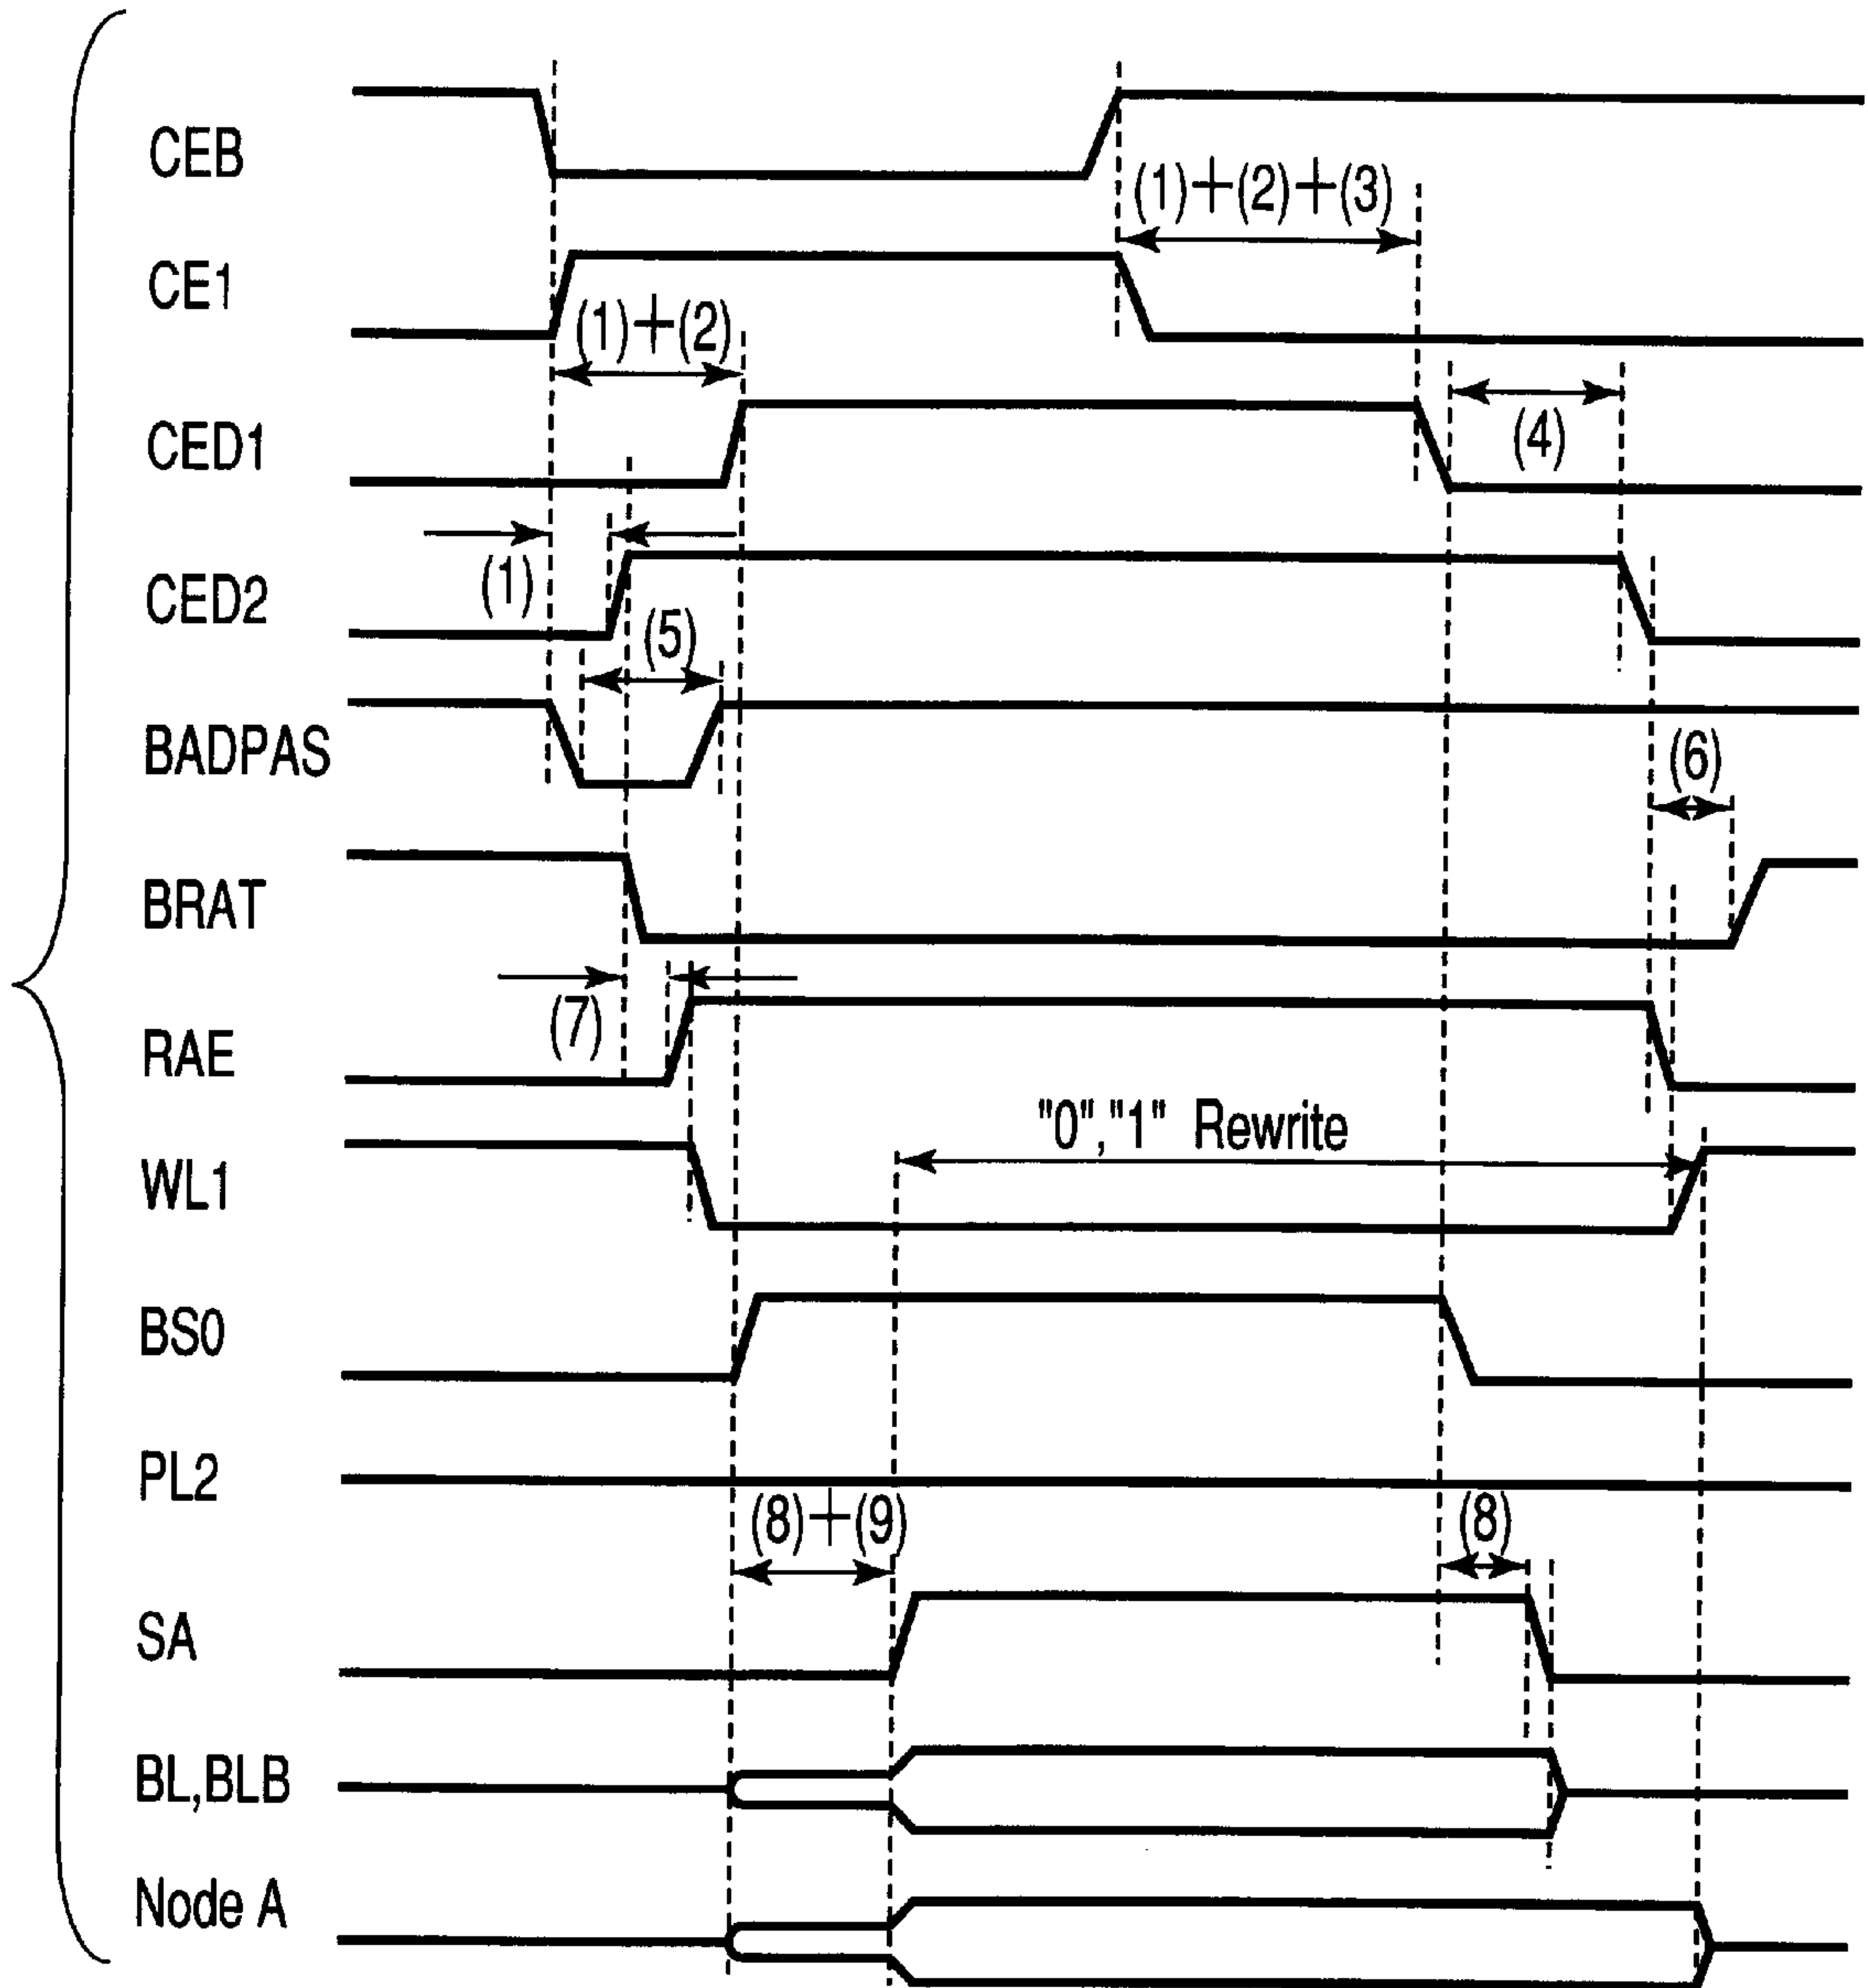 CEB
(1)+(2)+(3)
CE1
(1)+(2)
CED1
(4)
CED2
(1)
(5)
BADPAS
(6)
BRAT
(7)
RAE
"0","1" Rewrite
WL1
BS0
PL2
(8)+(9)
(8)
SA
BL,BLB
Node A